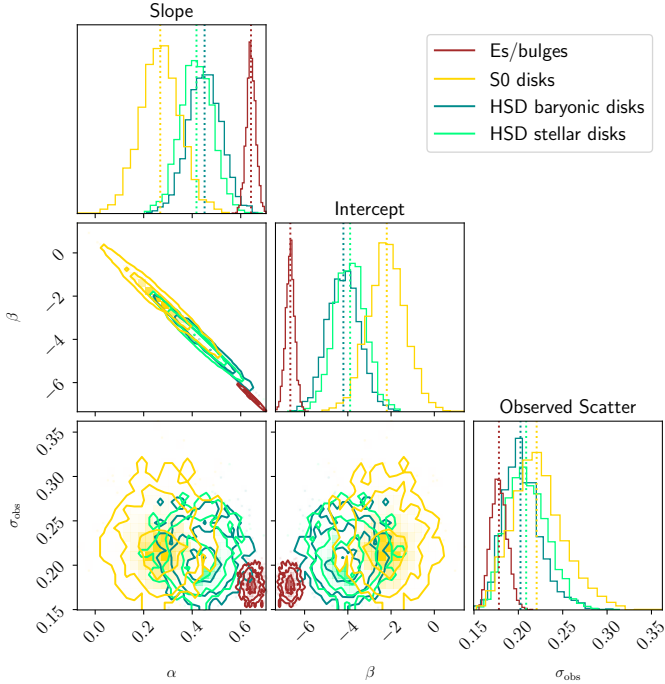 Slope
Es/bulges
S0 disks
HSD baryonic disks
HSD stellar disks
Intercept
0
−2
−4
−6
β
Observed Scatter
0.35
0.30
0.25
0.20
0.15
σobs
0.0 0.2 0.4 0.6
−6 −4 −2 0
0.15 0.20 0.25 0.30 0.35
α β σobs